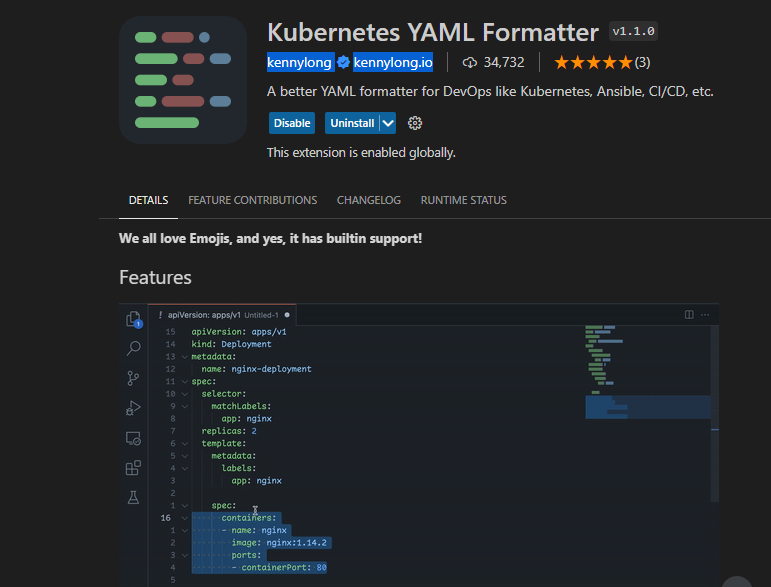 Kubernetes YAML Formatter v1.1.0
kennylong kennylong.io 34,732 (3)
A better YAML formatter for DevOps like Kubernetes, Ansible, CI/CD, etc.
Disable Uninstall
This extension is enabled globally.
DETAILS FEATURE CONTRIBUTIONS CHANGELOG RUNTIME STATUS
We all love Emojis, and yes, it has builtin support!
Features
! apiVersion: apps/v1 Untitled-1 ●
15 apiVersion: apps/v1
14 kind: Deployment
13 metadata:
12 name: nginx-deployment
11 spec:
10 selector:
9 matchLabels:
8 app: nginx
7 replicas: 2
6 template:
5 metadata:
4 labels:
3 app: nginx
2
1 spec:
16 containers:
1 - name: nginx
2 image: nginx:1.14.2
3 ports:
4 - containerPort: 80
5